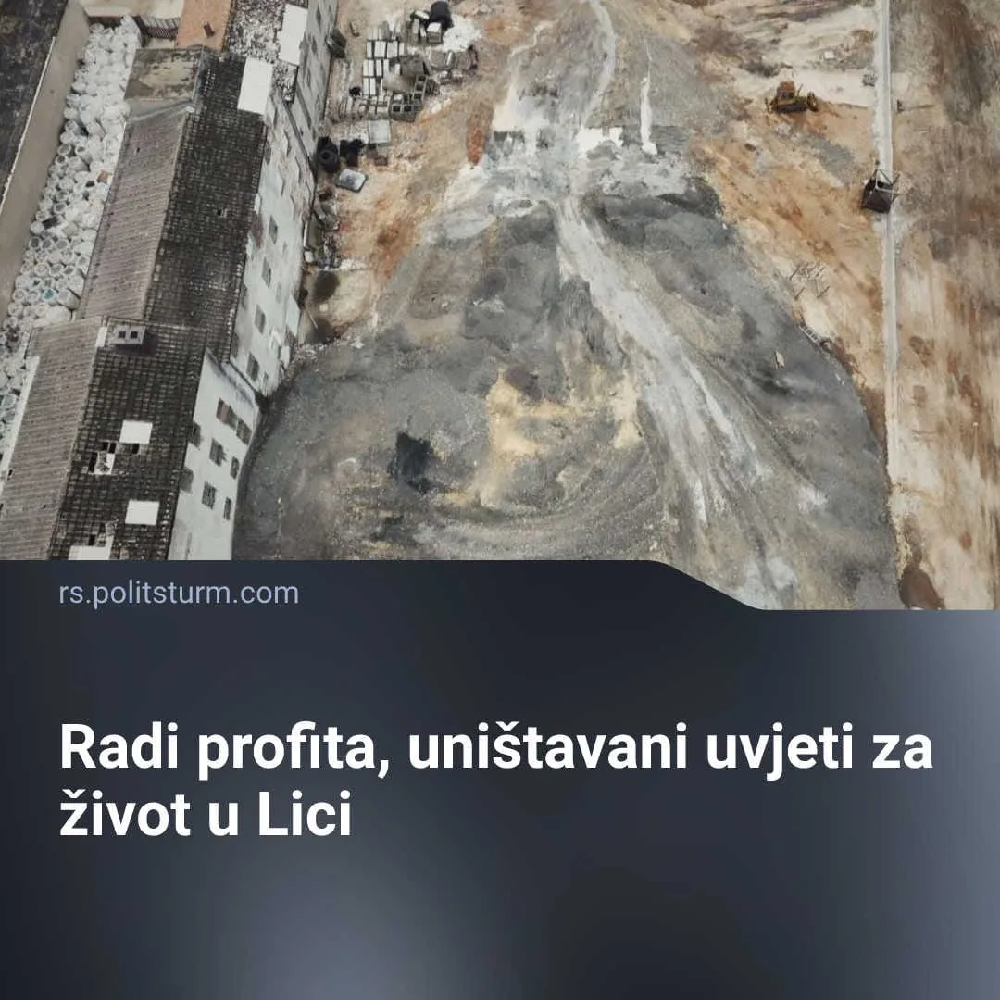 rs.politsturm.com
Radi profita, uništavani uvjeti za
život u Lici